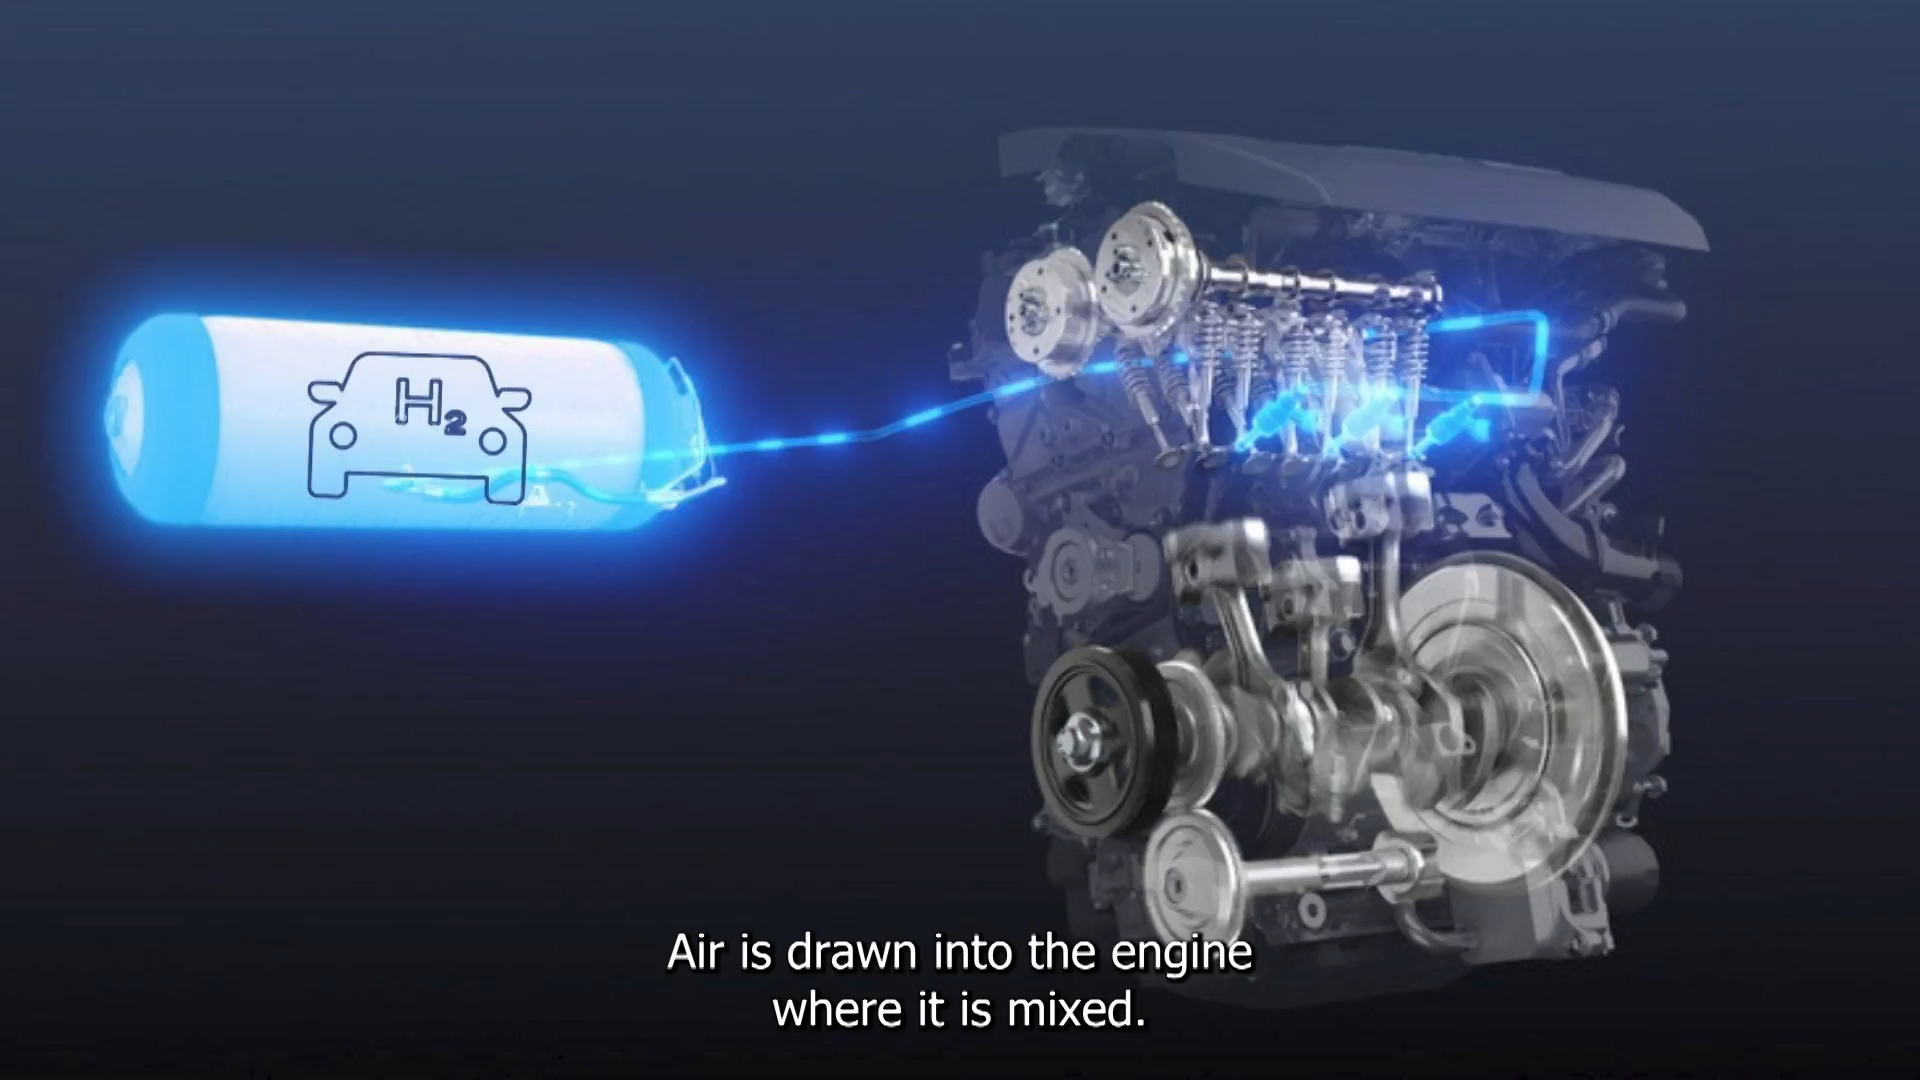 H2
Air is drawn into the engine
where it is mixed.